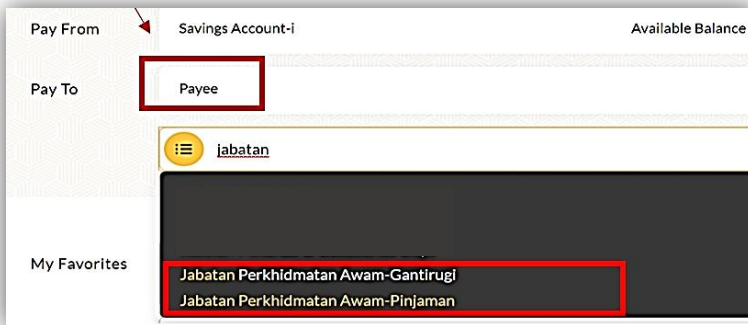 Pay From Savings Account-i Available Balance
Pay To Payee
jabatan
My Favorites
Jabatan Perkhidmatan Awam-Gantirugi
Jabatan Perkhidmatan Awam-Pinjaman